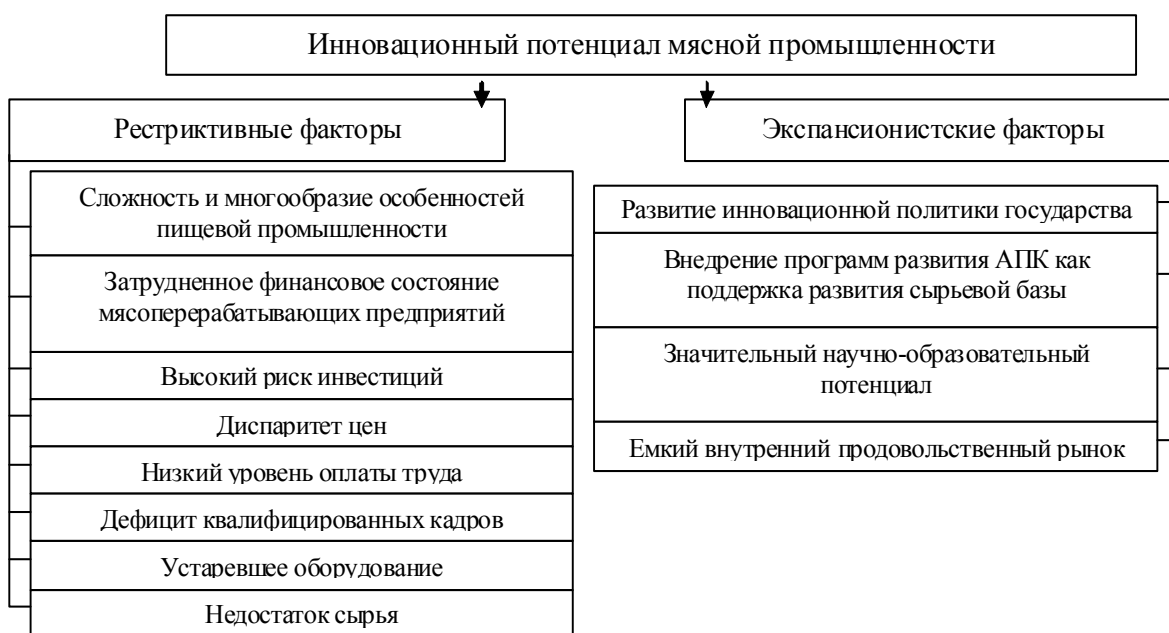 Инновационный потенциал мясной промышленности
Рестриктивные факторы
Сложность и многообразие особенностей
пищевой промышленности
Затрудненное финансовое состояние
мясоперерабатывающих предприятий
Высокий риск инвестиций
Диспаритет цен
Низкий уровень оплаты труда
Дефицит квалифицированных кадров
Устаревшее оборудование
Недостаток сырья
Экспансионистские факторы
Развитие инновационной политики государства
Внедрение программ развития АПК как
поддержка развития сырьевой базы
Значительный научно-образовательный
потенциал
Емкий внутренний продовольственный рынок